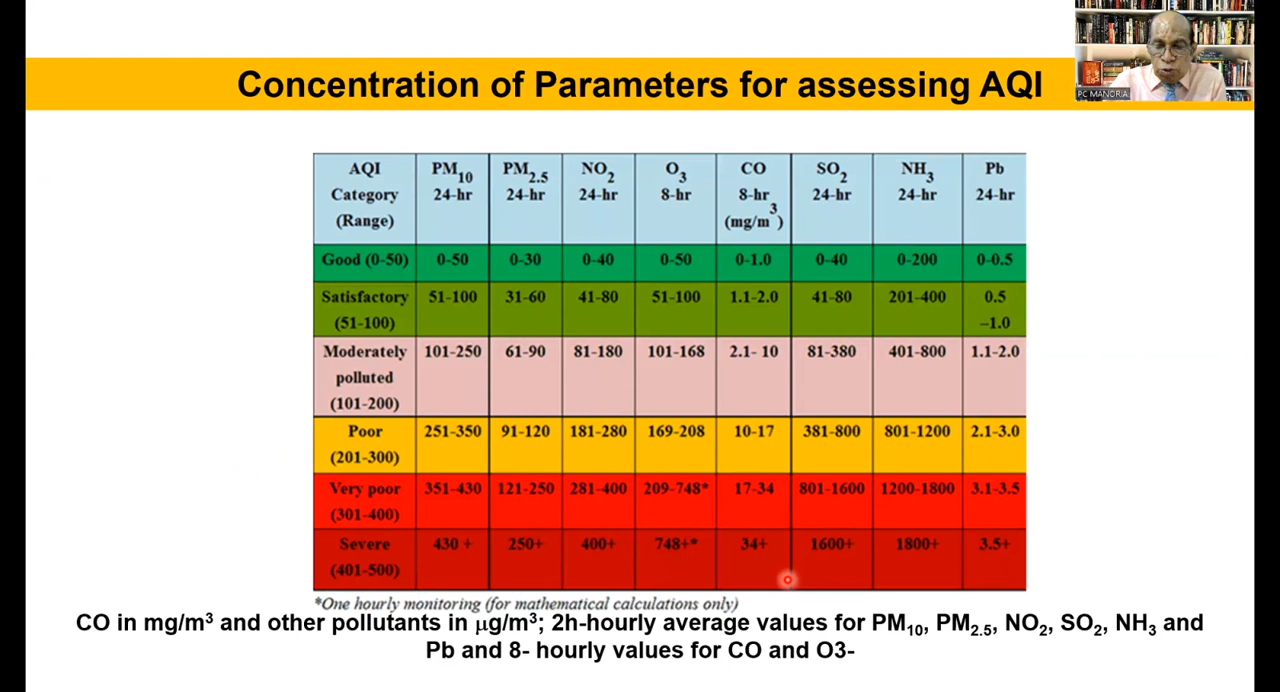 Concentration of Parameters for assessing AQI
PC MANORIA
AQI Category (Range) PM10 24-hr PM2.5 24-hr NO2 24-hr O3 8-hr CO 8-hr (mg/m3) SO2 24-hr NH3 24-hr Pb 24-hr
Good (0-50) 0-50 0-30 0-40 0-50 0-1.0 0-40 0-200 0-0.5
Satisfactory (51-100) 51-100 31-60 41-80 51-100 1.1-2.0 41-80 201-400 0.5 –1.0
Moderately polluted (101-200) 101-250 61-90 81-180 101-168 2.1- 10 81-380 401-800 1.1-2.0
Poor (201-300) 251-350 91-120 181-280 169-208 10-17 381-800 801-1200 2.1-3.0
Very poor (301-400) 351-430 121-250 281-400 209-748* 17-34 801-1600 1200-1800 3.1-3.5
Severe (401-500) 430 + 250+ 400+ 748+* 34+ 1600+ 1800+ 3.5+
*One hourly monitoring (for mathematical calculations only)
CO in mg/m³ and other pollutants in µg/m³; 2h-hourly average values for PM10, PM2.5, NO2, SO2, NH3 and
Pb and 8- hourly values for CO and O3-